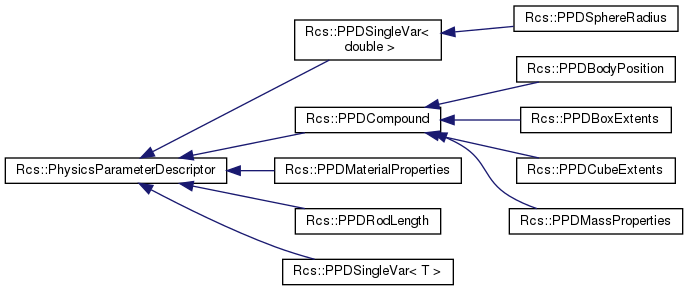 Rcs::PhysicsParameterDescriptor
Rcs::PPDSingleVar<
double >
Rcs::PPDCompound
Rcs::PPDMaterialProperties
Rcs::PPDRodLength
Rcs::PPDSingleVar< T >
Rcs::PPDSphereRadius
Rcs::PPDBodyPosition
Rcs::PPDBoxExtents
Rcs::PPDCubeExtents
Rcs::PPDMassProperties